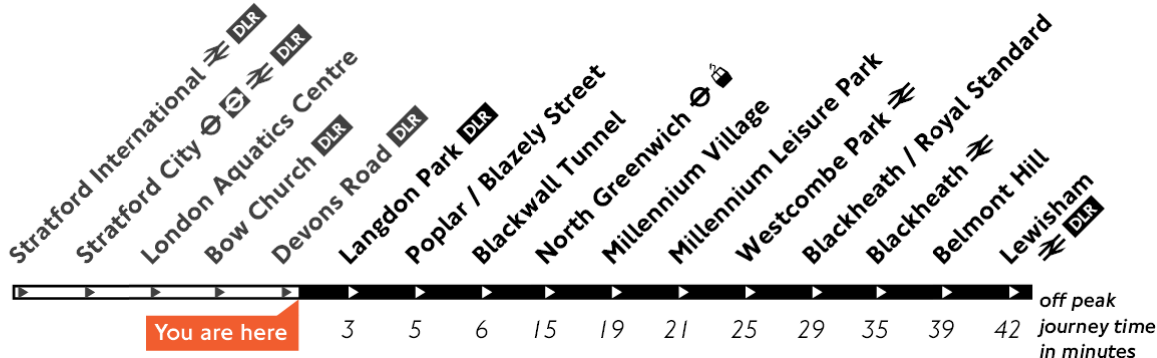 Stratford International DLR
Stratford City DLR
London Aquatics Centre
Bow Church DLR
Devons Road DLR
Langdon Park DLR
Poplar / Blazely Street
Blackwall Tunnel
North Greenwich
Millennium Village
Millennium Leisure Park
Westcombe Park
Blackheath / Royal Standard
Blackheath
Belmont Hill
Lewisham
DLR
You are here
3 5 6 15 19 21 25 29 35 39 42
off peak
journey time
in minutes